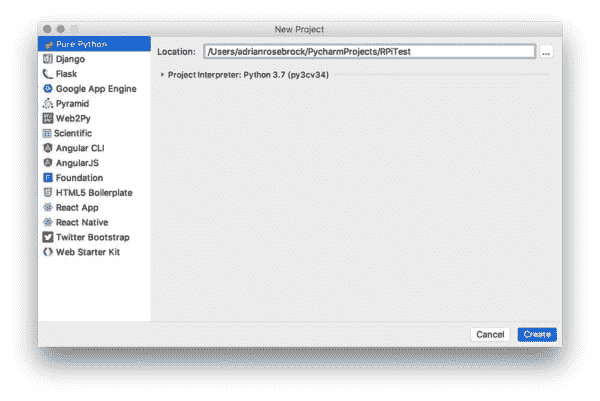 New Project
Pure Python
Django
Flask
Google App Engine
Pyramid
Web2Py
Scientific
Angular CLI
AngularJS
Foundation
HTML5 Boilerplate
React App
React Native
Twitter Bootstrap
Web Starter Kit
Location: /Users/adrianrosebrock/PycharmProjects/RPiTest ...
Project Interpreter: Python 3.7 (py3cv34)
Cancel Create